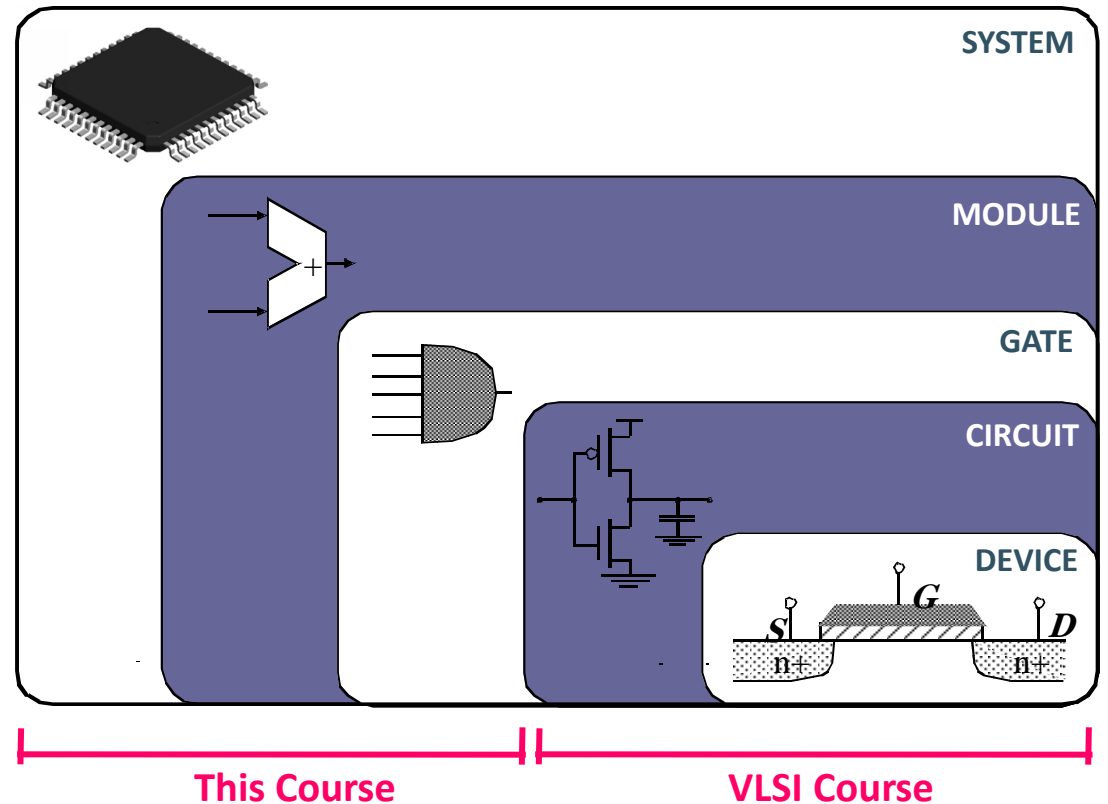 SYSTEM
MODULE
+
GATE
CIRCUIT
DEVICE
G
S
D
n+
n+
This Course
VLSI Course